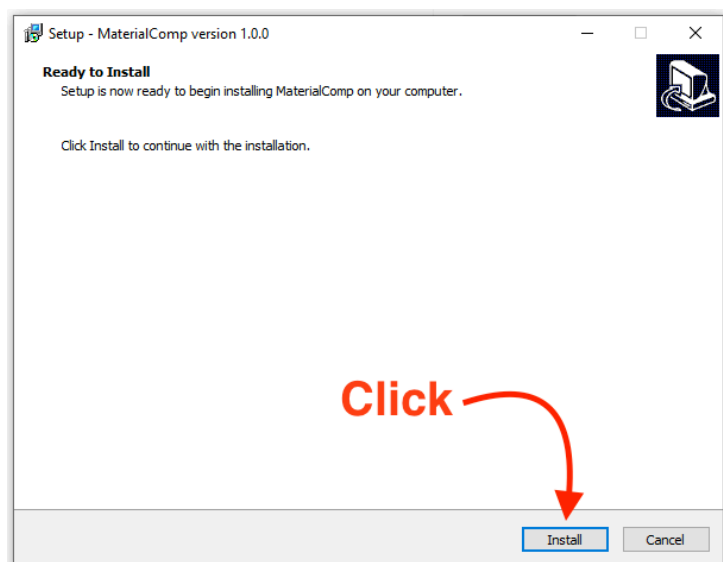 Setup - MaterialComp version 1.0.0
Ready to Install
Setup is now ready to begin installing MaterialComp on your computer.
Click Install to continue with the installation.
Click
Install
Cancel